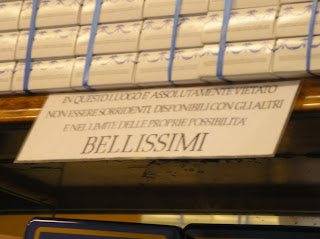 IN QUESTO LUOGO E' ASSOLUTAMENTE VIETATO
NON ESSERE SORRIDENTI, DISPONIBILI CON GLI ALTRI
E NEL LIMITE DELLE PROPRIE POSSIBILITA'
BELLISSIMI